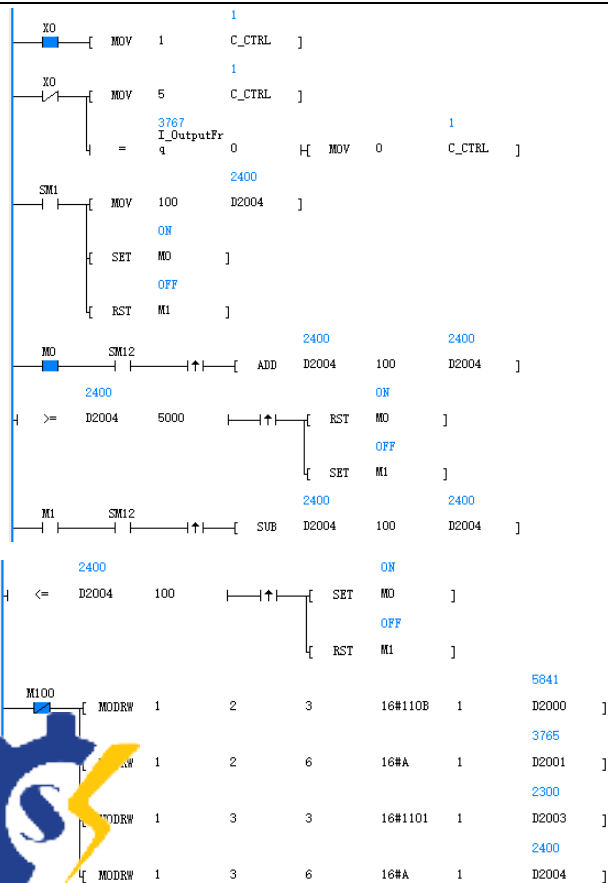 1
X0
[ MOV 1 C_CTRL ]
1
X0
[ MOV 5 C_CTRL ]
3767 1
I_OutputFr
q
[ = 0 ][ MOV 0 C_CTRL ]
2400
SM1
[ MOV 100 D2004 ]
ON
[ SET M0 ]
OFF
[ RST M1 ]
2400 2400
M0 SM12
[ ADD D2004 100 D2004 ]
2400 ON
>= D2004 5000 [ RST M0 ]
OFF
[ SET M1 ]
2400 2400
M1 SM12
[ SUB D2004 100 D2004 ]
2400 ON
<= D2004 100 [ SET M0 ]
OFF
[ RST M1 ]
5841
M100
[ MODRW 1 2 3 16#110B 1 D2000 ]
3765
RW 1 2 6 16#A 1 D2001 ]
2300
MODRW 1 3 3 16#1101 1 D2003 ]
2400
[ MODRW 1 3 6 16#A 1 D2004 ]
S